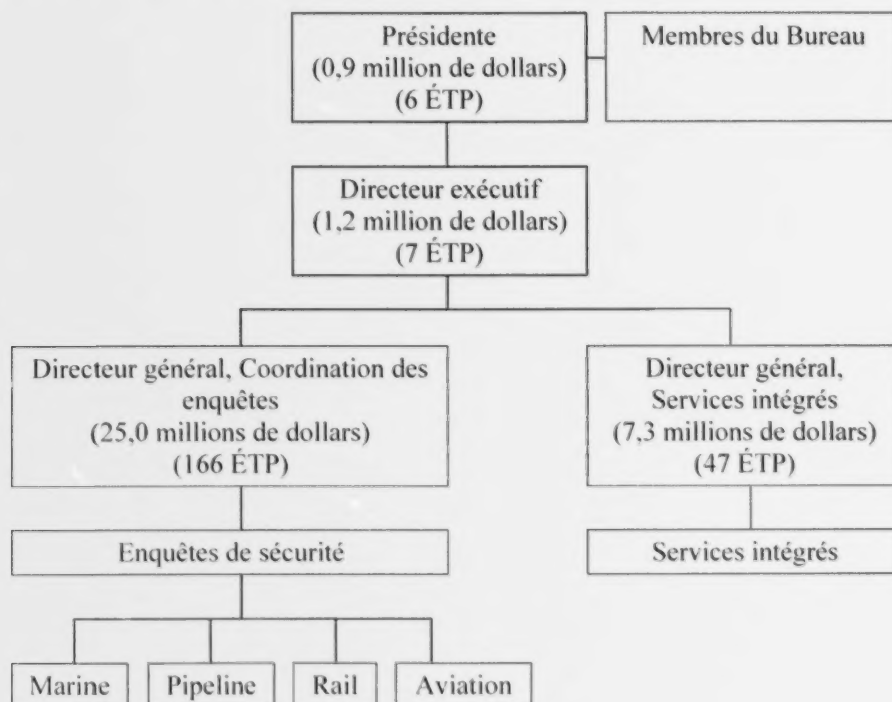 Présidente
(0,9 million de dollars)
(6 ÉTP)
Membres du Bureau
Directeur exécutif
(1,2 million de dollars)
(7 ÉTP)
Directeur général, Coordination des
enquêtes
(25,0 millions de dollars)
(166 ÉTP)
Directeur général,
Services intégrés
(7,3 millions de dollars)
(47 ÉTP)
Enquêtes de sécurité
Services intégrés
Marine
Pipeline
Rail
Aviation